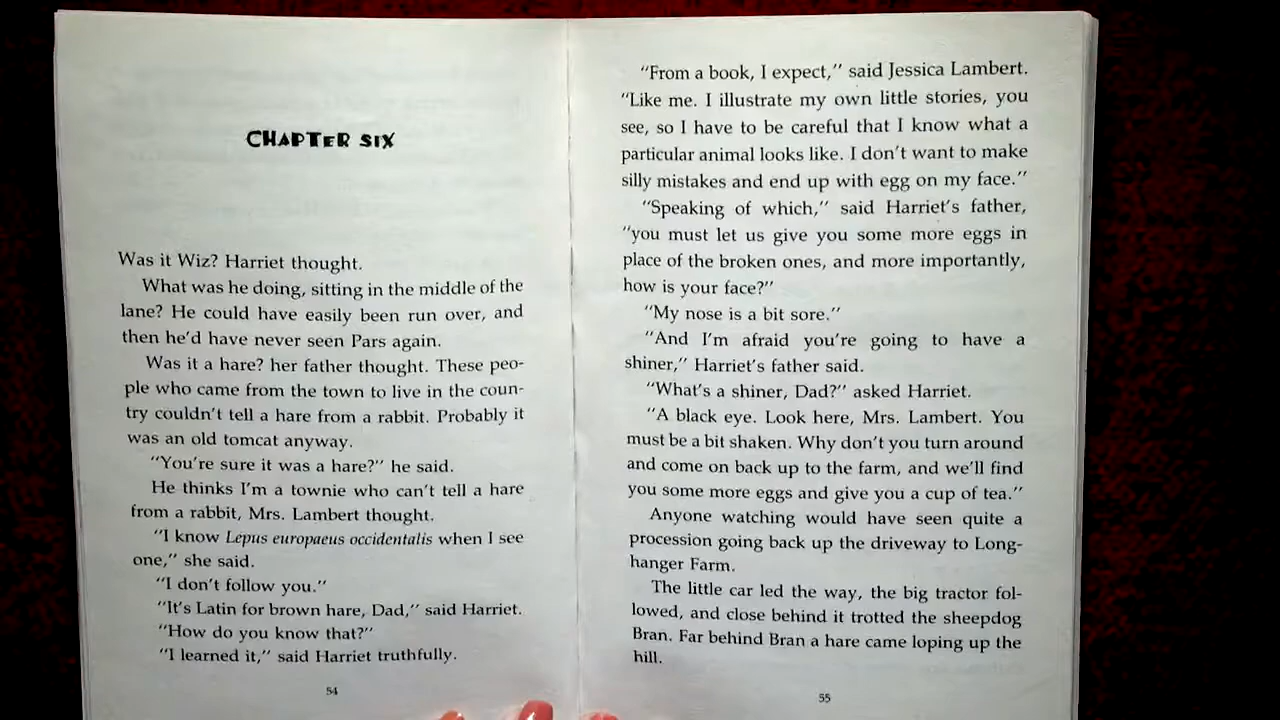 CHAPTER SIX
Was it Wiz? Harriet thought.
What was he doing, sitting in the middle of the
lane? He could have easily been run over, and
then he'd have never seen Pars again.
Was it a hare? her father thought. These peo-
ple who came from the town to live in the coun-
try couldn't tell a hare from a rabbit. Probably it
was an old tomcat anyway.
"You're sure it was a hare?" he said.
He thinks I'm a townie who can't tell a hare
from a rabbit, Mrs. Lambert thought.
"I know Lepus europaeus occidentalis when I see
one," she said.
"I don't follow you."
"It's Latin for brown hare, Dad," said Harriet.
"How do you know that?"
"I learned it," said Harriet truthfully.
54
"From a book, I expect," said Jessica Lambert.
"Like me. I illustrate my own little stories, you
see, so I have to be careful that I know what a
particular animal looks like. I don't want to make
silly mistakes and end up with egg on my face."
"Speaking of which," said Harriet's father,
"you must let us give you some more eggs in
place of the broken ones, and more importantly,
how is your face?"
"My nose is a bit sore."
"And I'm afraid you're going to have a
shiner," Harriet's father said.
"What's a shiner, Dad?" asked Harriet.
"A black eye. Look here, Mrs. Lambert. You
must be a bit shaken. Why don't you turn around
and come on back up to the farm, and we'll find
you some more eggs and give you a cup of tea."
Anyone watching would have seen quite a
procession going back up the driveway to Long-
hanger Farm.
The little car led the way, the big tractor fol-
lowed, and close behind it trotted the sheepdog
Bran. Far behind Bran a hare came loping up the
hill.
55